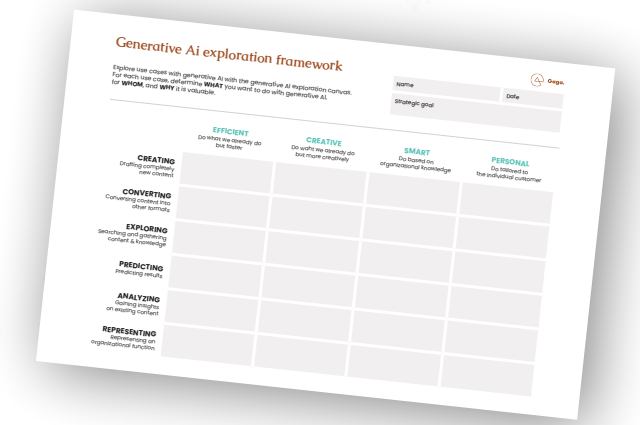 Generative Ai exploration framework
Gogo.
Explore use cases with generative AI with the generative AI exploration canvas.
For each use case, determine WHAT you want to do with generative AI,
for WHOM, and WHY it is valuable.
Name
Date
Strategic goal
EFFICIENT
Do what we already do
but faster
CREATIVE
Do waht we already do
but more creatively
SMART
Do based on
organizational knowledge
PERSONAL
Do tailored to
the individual customer
CREATING
Drafting completely
new content
CONVERTING
Conversing content into
other formats
EXPLORING
Searching and gathering
content & knowledge
PREDICTING
Predicting results
ANALYZING
Gaining insights
on existing content
REPRESENTING
Representing an
organizational function